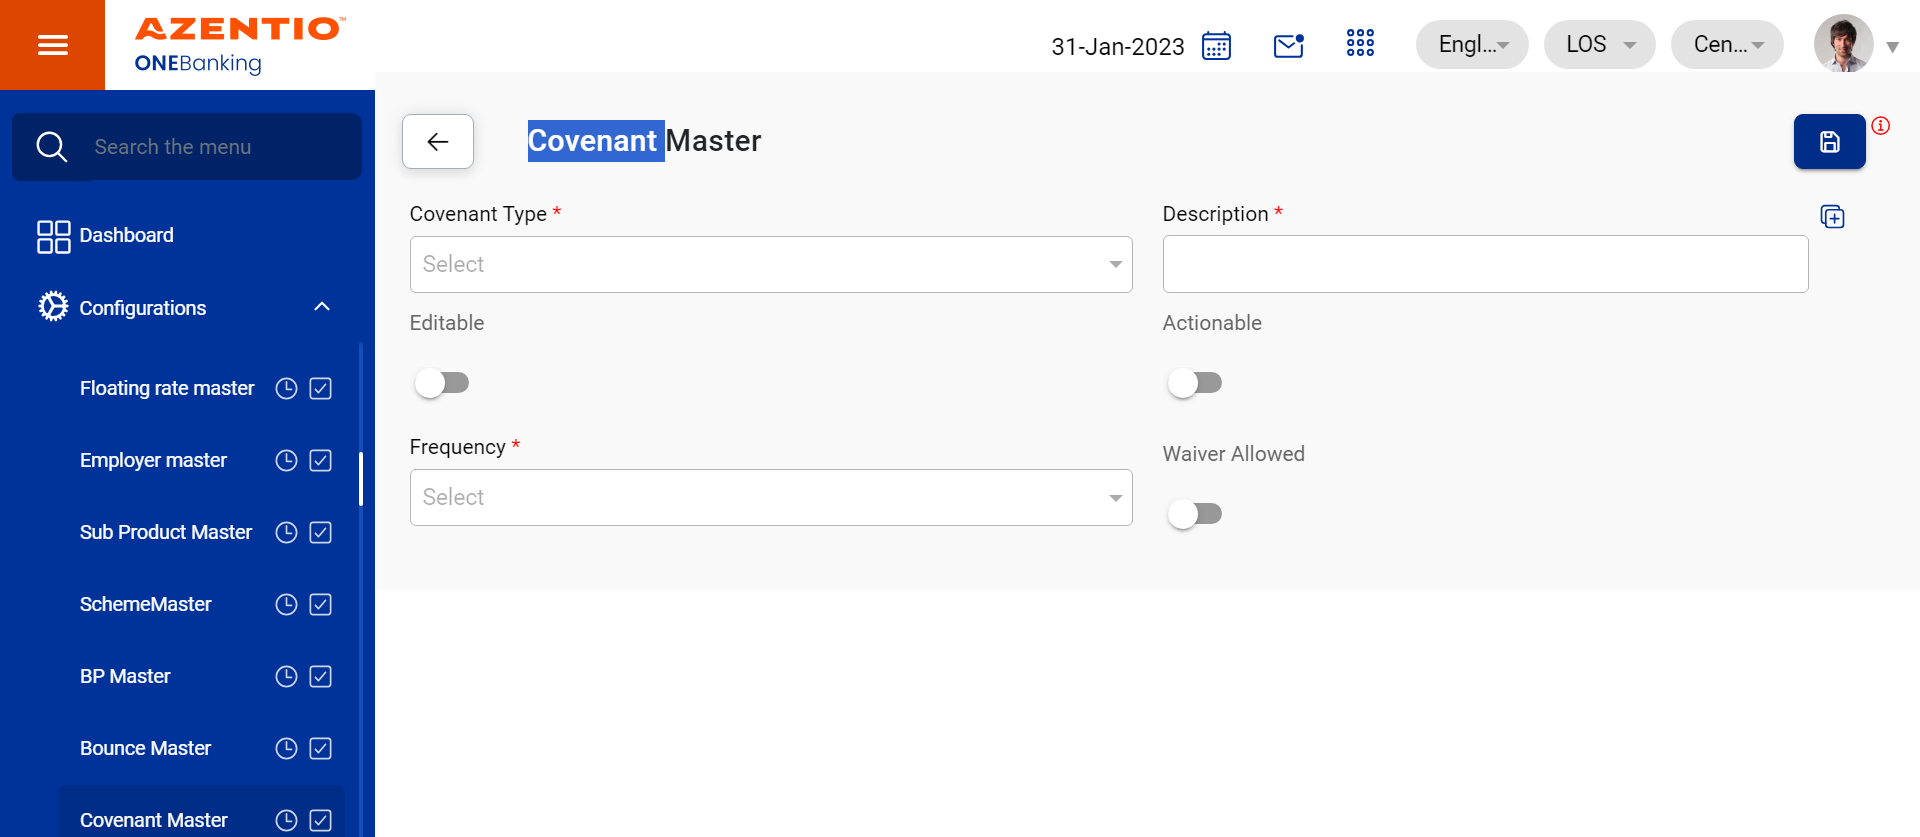 AZENTIO™
ONEBanking
31-Jan-2023
Engl...
LOS
Cen...
Search the menu
Dashboard
Configurations
Floating rate master
Employer master
Sub Product Master
SchemeMaster
BP Master
Bounce Master
Covenant Master
Covenant Master
Covenant Type *
Select
Description *
Editable
Actionable
Frequency *
Select
Waiver Allowed